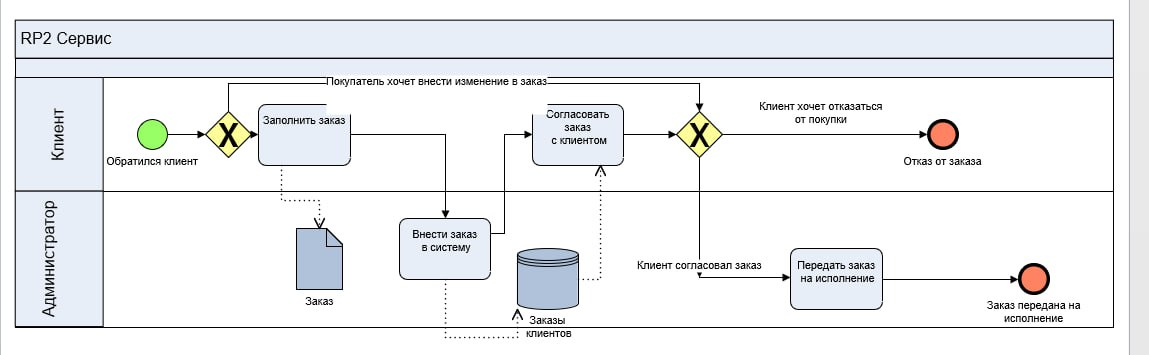 RP2 Сервис
Клиент
Покупатель хочет внести изменение в заказ
Обратился клиент
Заполнить заказ
Согласовать
заказ
с клиентом
Клиент хочет отказаться
от покупки
Отказ от заказа
Администратор
Заказ
Внести заказ
в систему
Заказы
клиентов
Клиент согласовал заказ
Передать заказ
на исполнение
Заказ передана на
исполнение